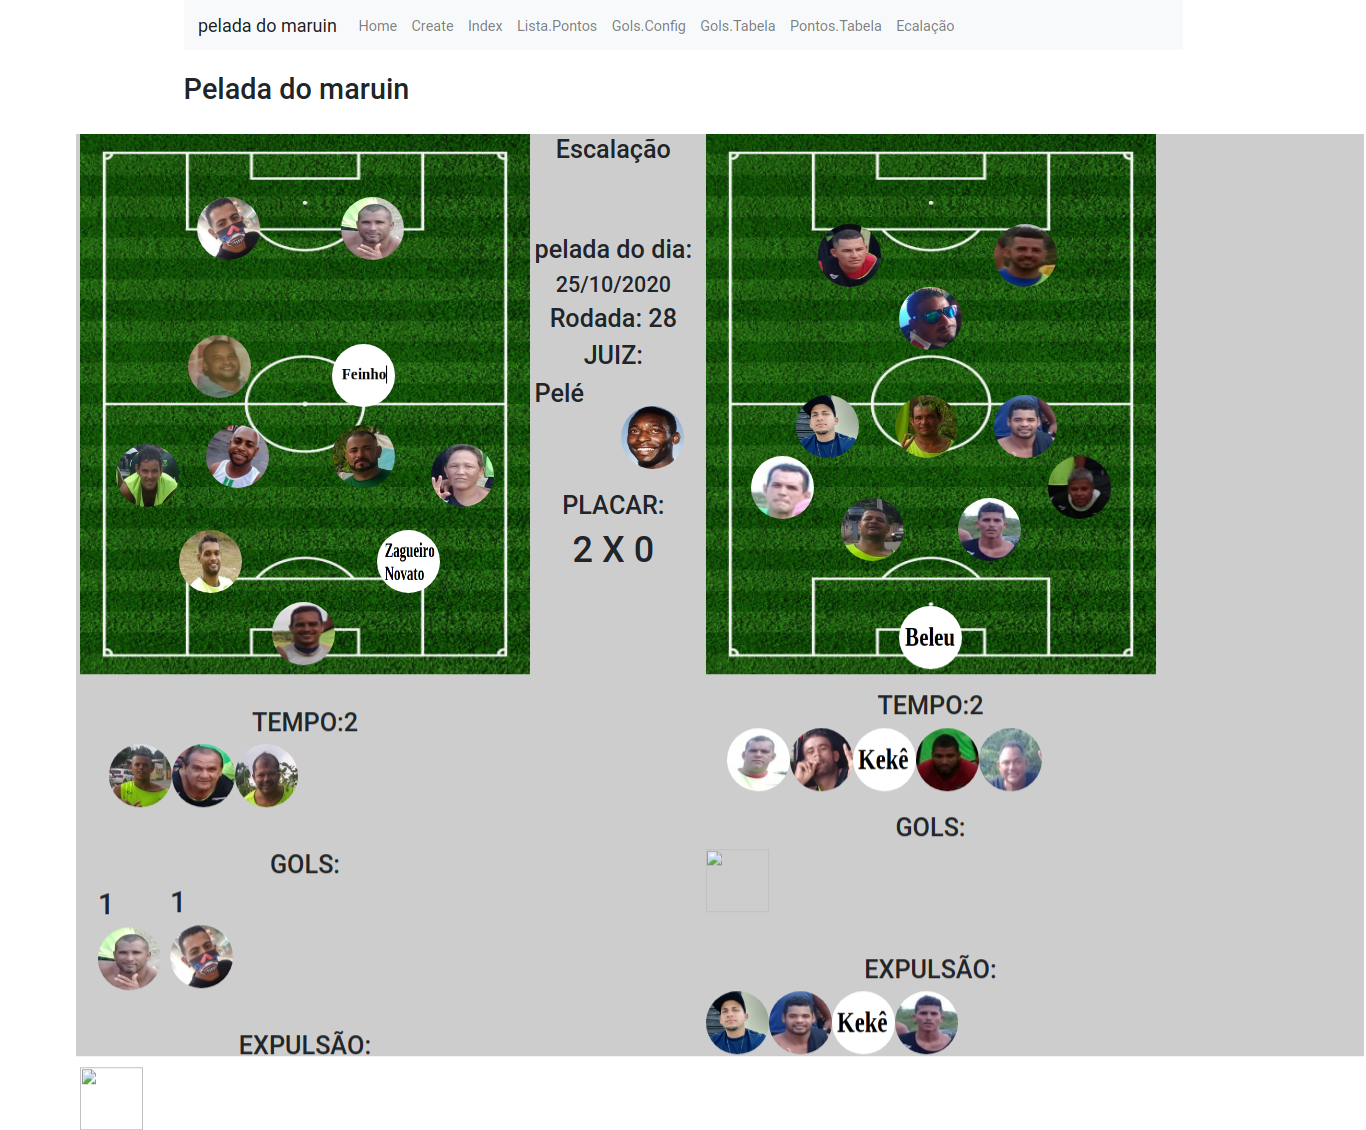 pelada do maruin Home Create Index Lista.Pontos Gols.Config Gols.Tabela Pontos.Tabela Ecalação
Pelada do maruin
Feinho
Zagueiro
Novato
Escalação
pelada do dia:
25/10/2020
Rodada: 28
JUIZ:
Pelé
PLACAR:
2 X 0
Beleu
TEMPO:2
GOLS:
1 1
EXPULSÃO:
TEMPO:2
Kekê
GOLS:
EXPULSÃO:
Kekê